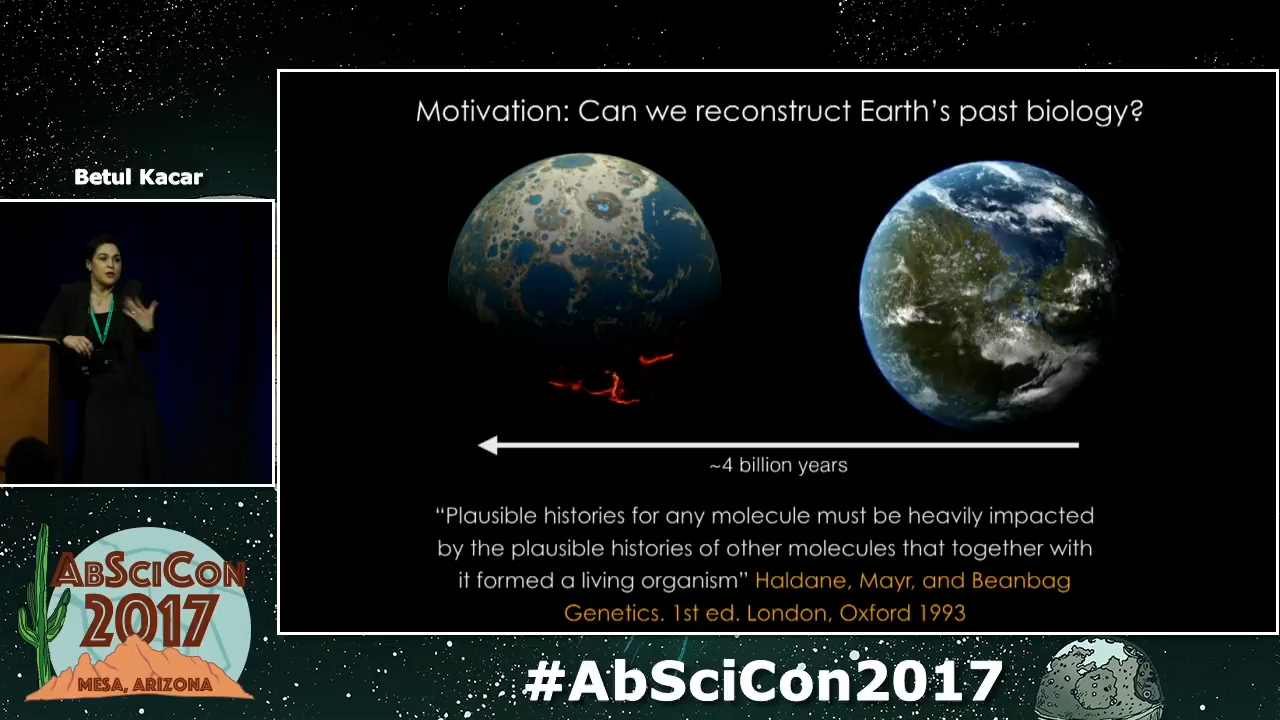 Motivation: Can we reconstruct Earth's past biology?
Betul Kacar
~4 billion years
“Plausible histories for any molecule must be heavily impacted
by the plausible histories of other molecules that together with
it formed a living organism” Haldane, Mayr, and Beanbag
Genetics. 1st ed. London, Oxford 1993
ABSCICON
2017
MESA, ARIZONA
#AbSciCon2017